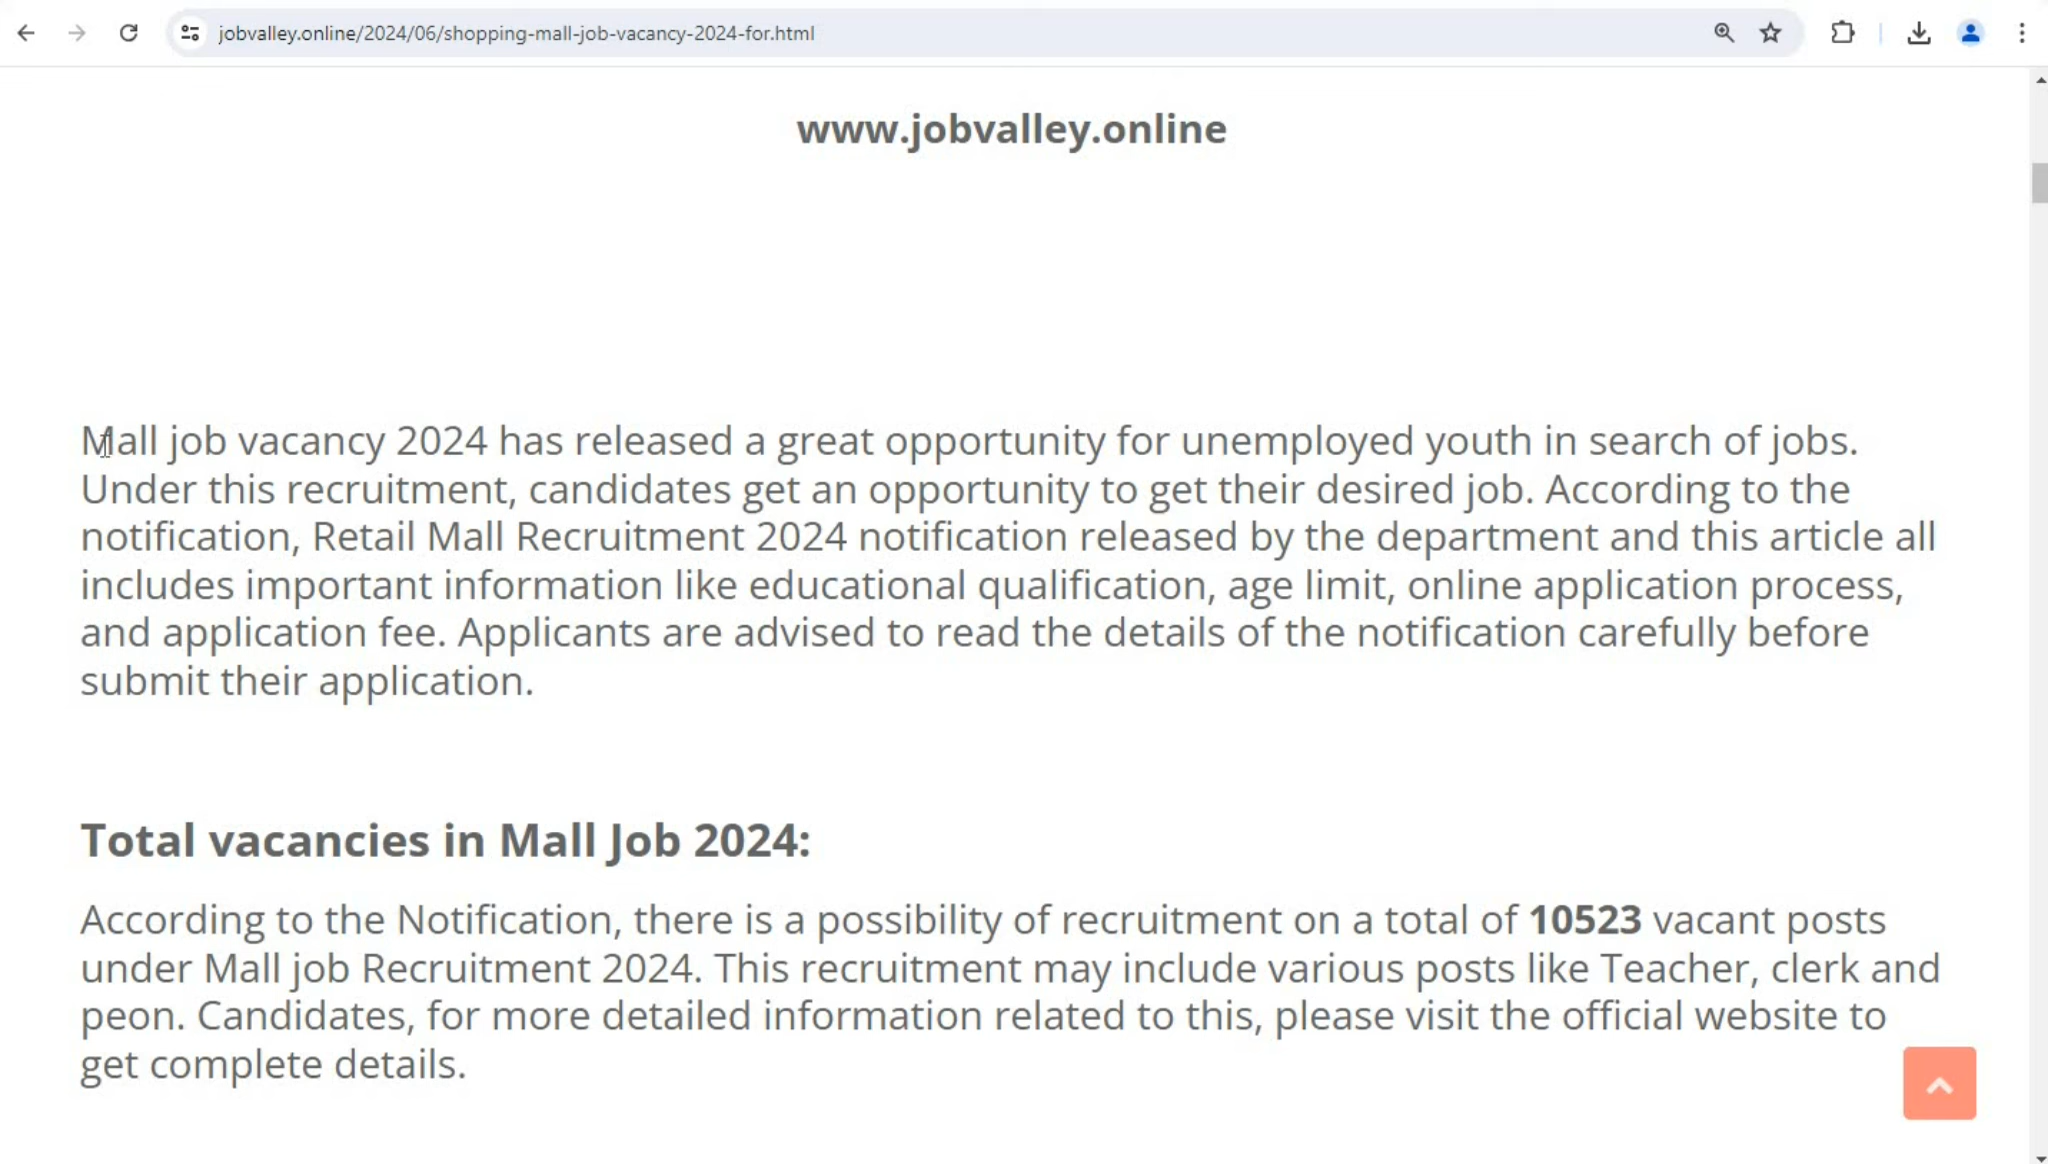 jobvalley.online/2024/06/shopping-mall-job-vacancy-2024-for.html
www.jobvalley.online
Mall job vacancy 2024 has released a great opportunity for unemployed youth in search of jobs.
Under this recruitment, candidates get an opportunity to get their desired job. According to the
notification, Retail Mall Recruitment 2024 notification released by the department and this article all
includes important information like educational qualification, age limit, online application process,
and application fee. Applicants are advised to read the details of the notification carefully before
submit their application.
Total vacancies in Mall Job 2024:
According to the Notification, there is a possibility of recruitment on a total of 10523 vacant posts
under Mall job Recruitment 2024. This recruitment may include various posts like Teacher, clerk and
peon. Candidates, for more detailed information related to this, please visit the official website to
get complete details.